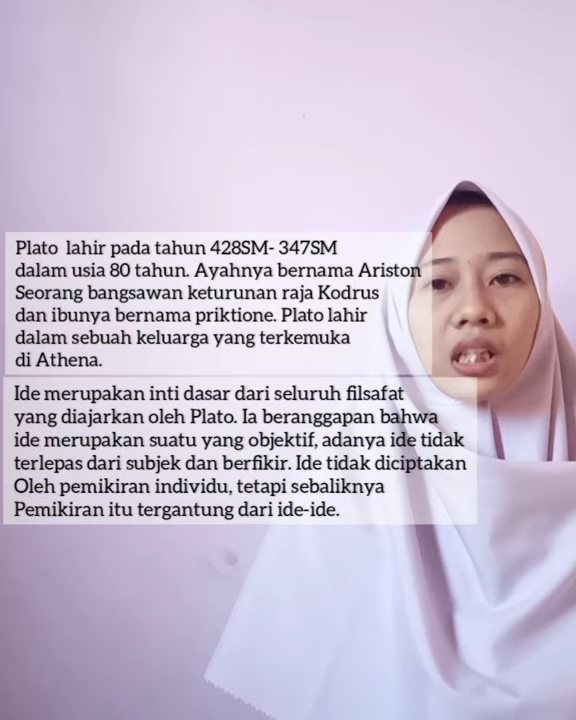 Plato lahir pada tahun 428SM- 347SM
dalam usia 80 tahun. Ayahnya bernama Ariston
Seorang bangsawan keturunan raja Kodrus
dan ibunya bernama priktione. Plato lahir
dalam sebuah keluarga yang terkemuka
di Athena.
Ide merupakan inti dasar dari seluruh filsafat
yang diajarkan oleh Plato. Ia beranggapan bahwa
ide merupakan suatu yang objektif, adanya ide tidak
terlepas dari subjek dan berfikir. Ide tidak diciptakan
Oleh pemikiran individu, tetapi sebaliknya
Pemikiran itu tergantung dari ide-ide.